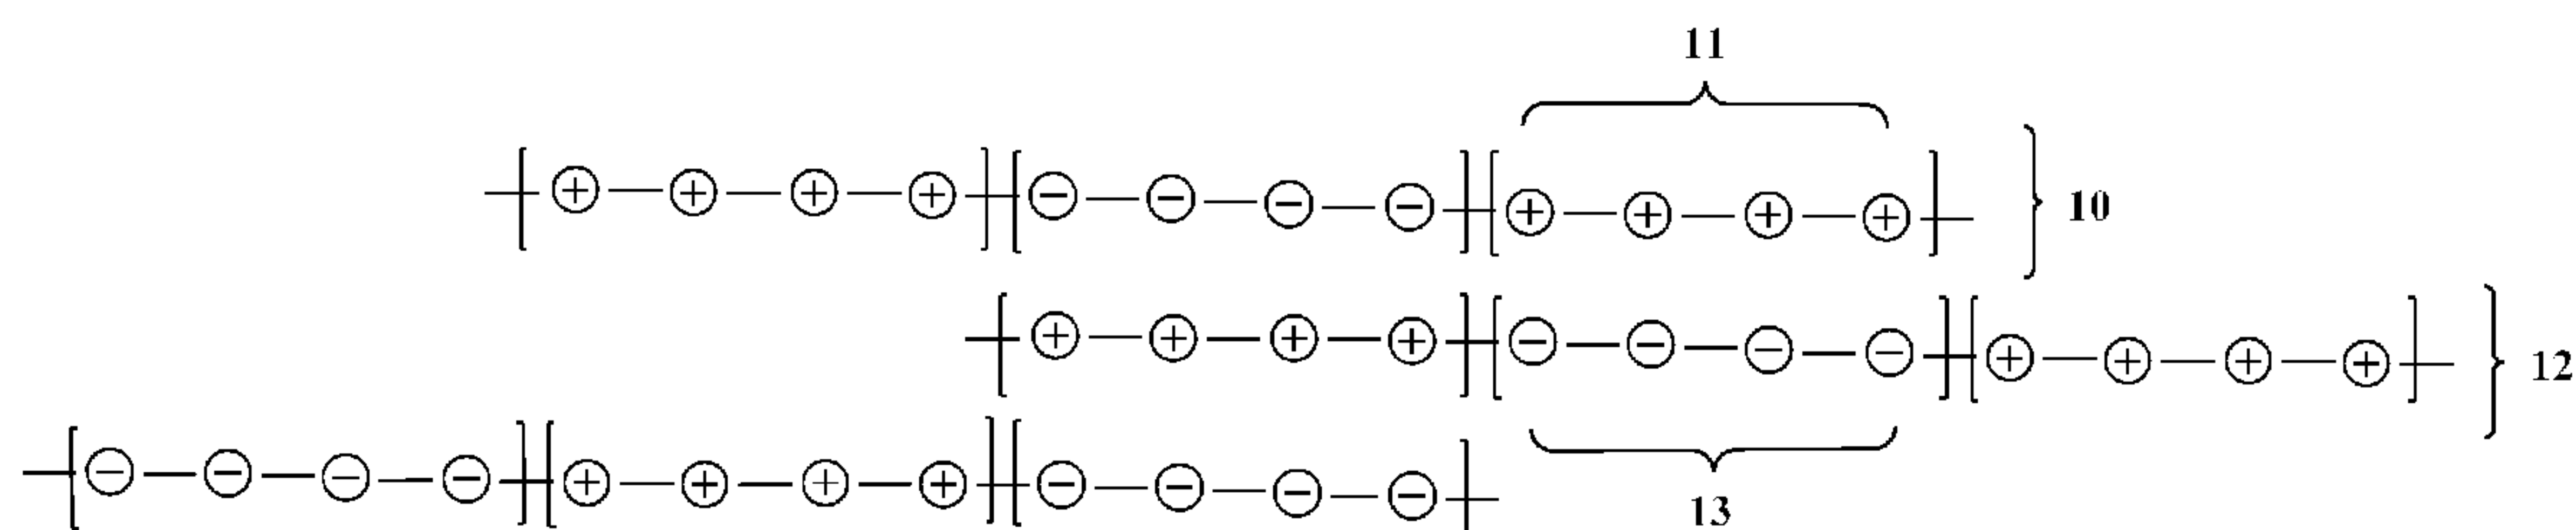 11
+ + + + − − − − + + + + 10
+ + + + − − − − + + + + 12
− − − − + + + + − − − −
13